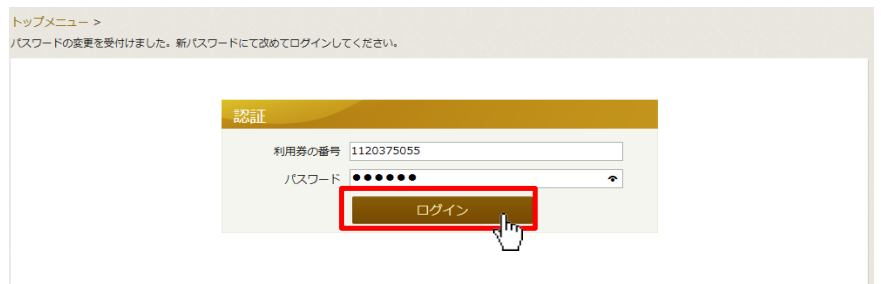 トップメニュー >
パスワードの変更を受付けました。新パスワードにて改めてログインしてください。
認証
利用券の番号 1120375055
パスワード ●●●●●●
ログイン